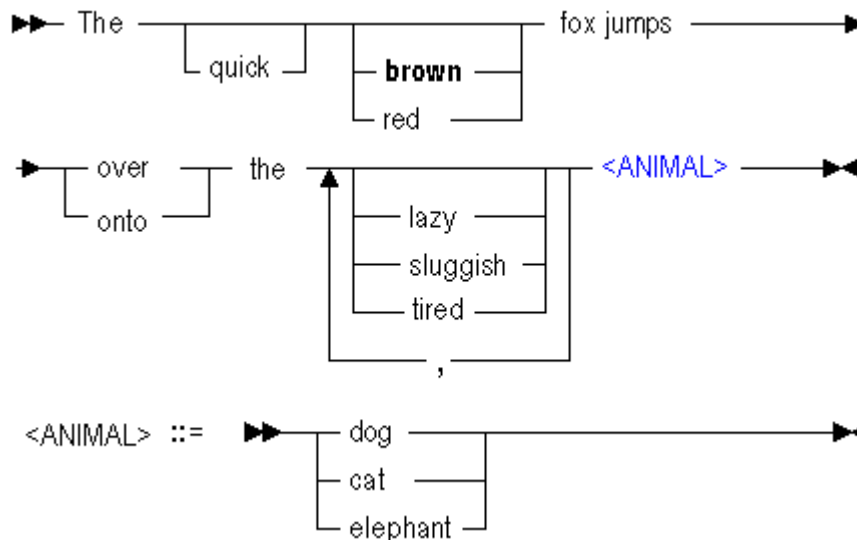 The fox jumps
quick brown
red
over the <ANIMAL>
onto lazy
sluggish
tired
,
<ANIMAL> ::= dog
cat
elephant